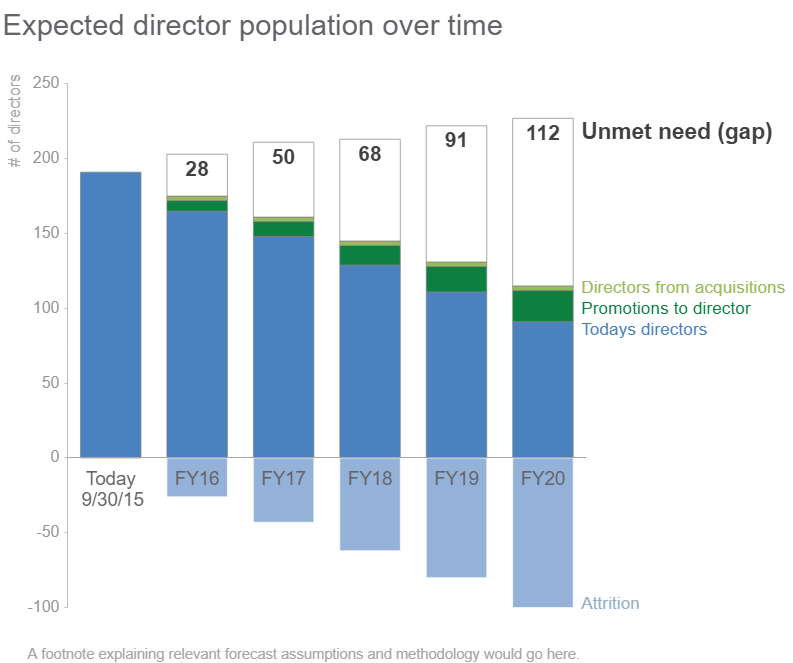 Expected director population over time
# of directors
250
200
150
100
50
0
-50
-100
28
50
68
91
112
Unmet need (gap)
Directors from acquisitions
Promotions to director
Todays directors
Today
9/30/15
FY16
FY17
FY18
FY19
FY20
Attrition
A footnote explaining relevant forecast assumptions and methodology would go here.